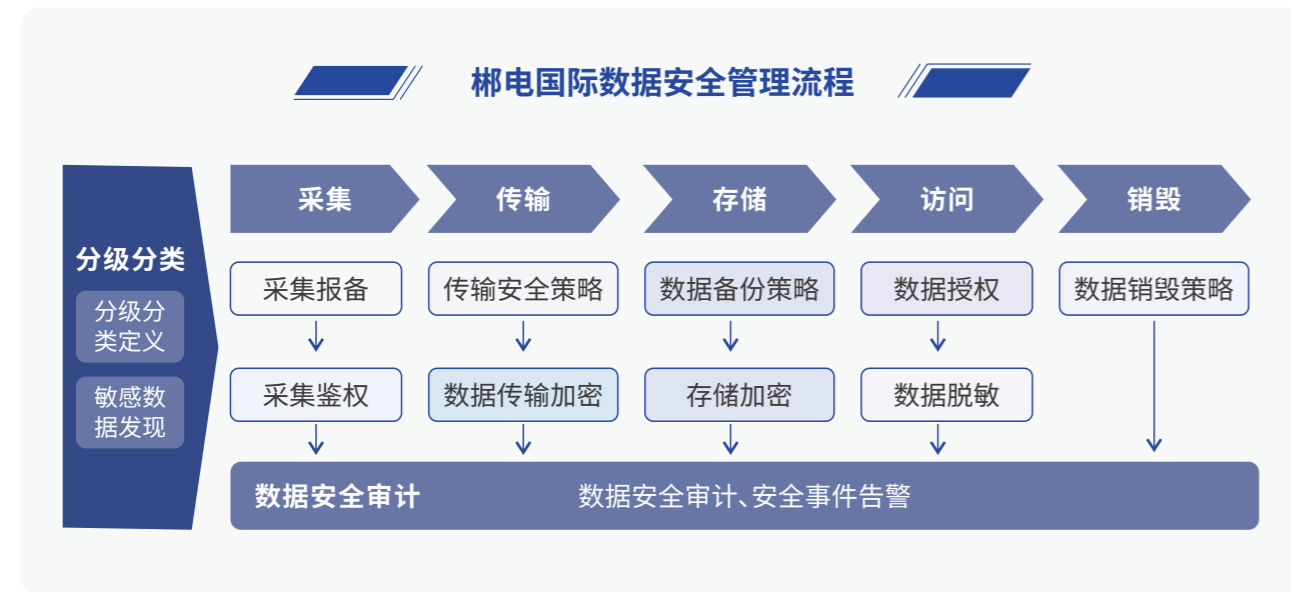 郴电国际数据安全管理流程
分级分类
分级分
类定义
敏感数
据发现
采集
传输
存储
访问
销毁
采集报备
传输安全策略
数据备份策略
数据授权
数据销毁策略
采集鉴权
数据传输加密
存储加密
数据脱敏
数据安全审计
数据安全审计、安全事件告警